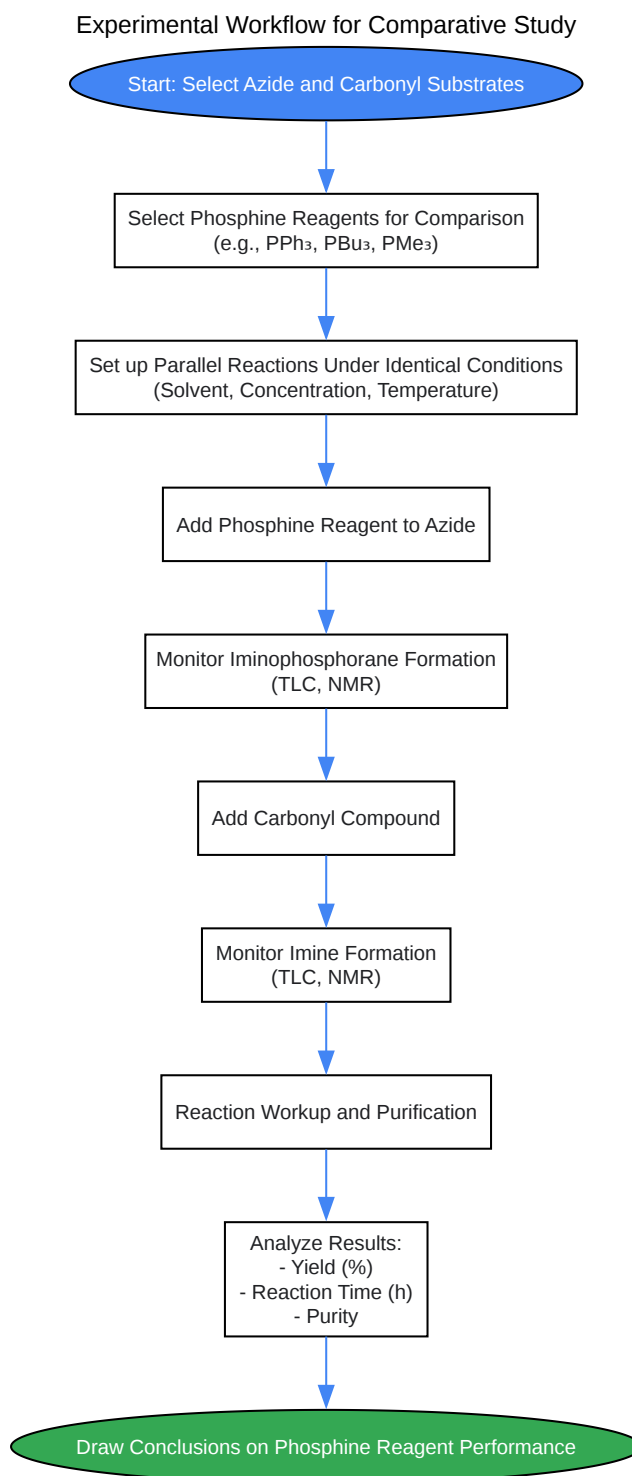 Experimental Workflow for Comparative Study
Start: Select Azide and Carbonyl Substrates
Select Phosphine Reagents for Comparison
(e.g., PPh₃, PBu₃, PMe₃)
Set up Parallel Reactions Under Identical Conditions
(Solvent, Concentration, Temperature)
Add Phosphine Reagent to Azide
Monitor Iminophosphorane Formation
(TLC, NMR)
Add Carbonyl Compound
Monitor Imine Formation
(TLC, NMR)
Reaction Workup and Purification
Analyze Results:
- Yield (%)
- Reaction Time (h)
- Purity
Draw Conclusions on Phosphine Reagent Performance